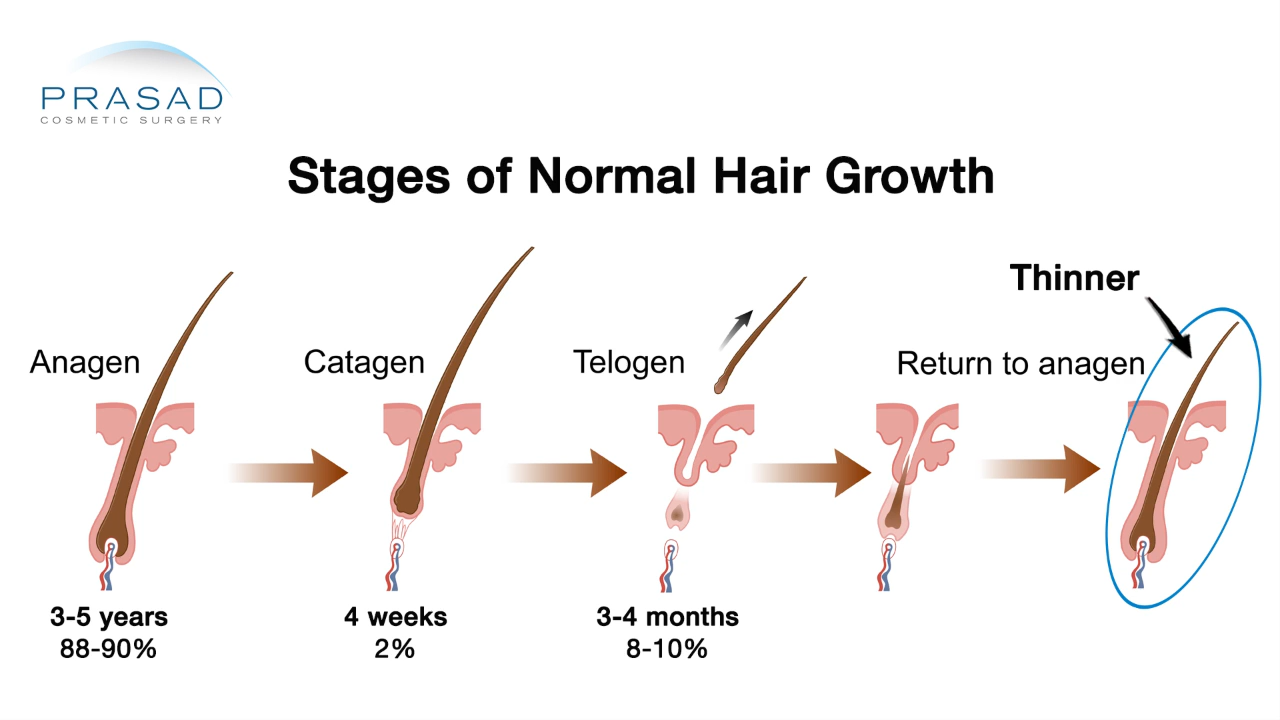 PRASAD
COSMETIC SURGERY
Stages of Normal Hair Growth
Thinner
Anagen
Catagen
Telogen
Return to anagen
3-5 years
88-90%
4 weeks
2%
3-4 months
8-10%